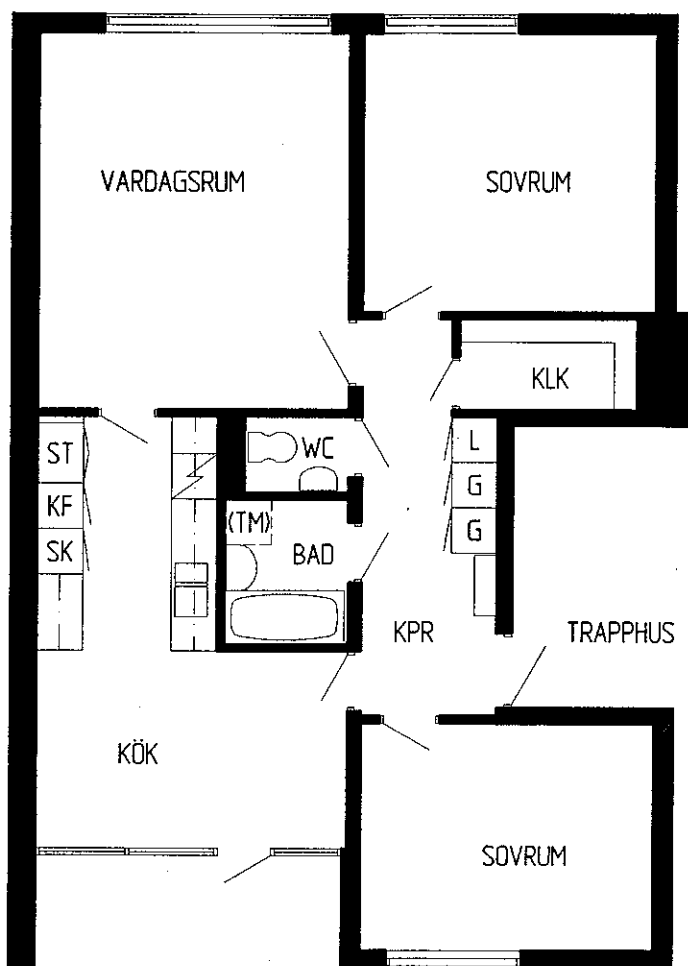 VARDAGSRUM
SOVRUM
KLK
ST
KF
SK
WC
L
G
G
(TM)
BAD
KPR
TRAPPHUS
KÖK
SOVRUM